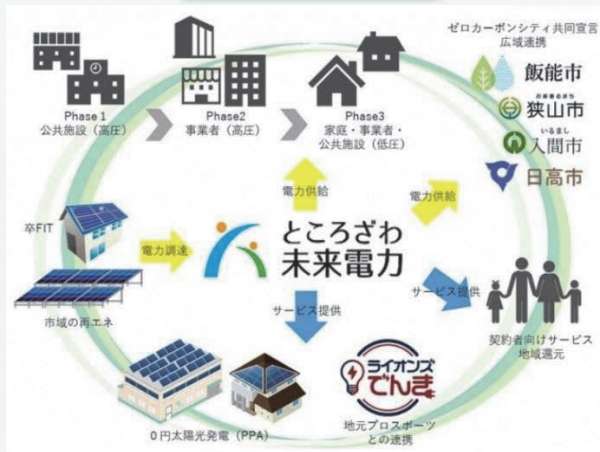 ゼロカーボンシティ共同宣言
広域連携
飯能市
狭山市
いるまし
入間市
日高市
Phase 1
公共施設（高圧）
Phase2
事業者（高圧）
Phase3
家庭・事業者・
公共施設（低圧）
電力供給
電力供給
卒FIT
電力調達
ところざわ
未来電力
市域の再エネ
サービス提供
サービス提供
契約者向けサービス
地域還元
０円太陽光発電（PPA）
ライオンズ
でんき
地元プロスポーツ
との連携